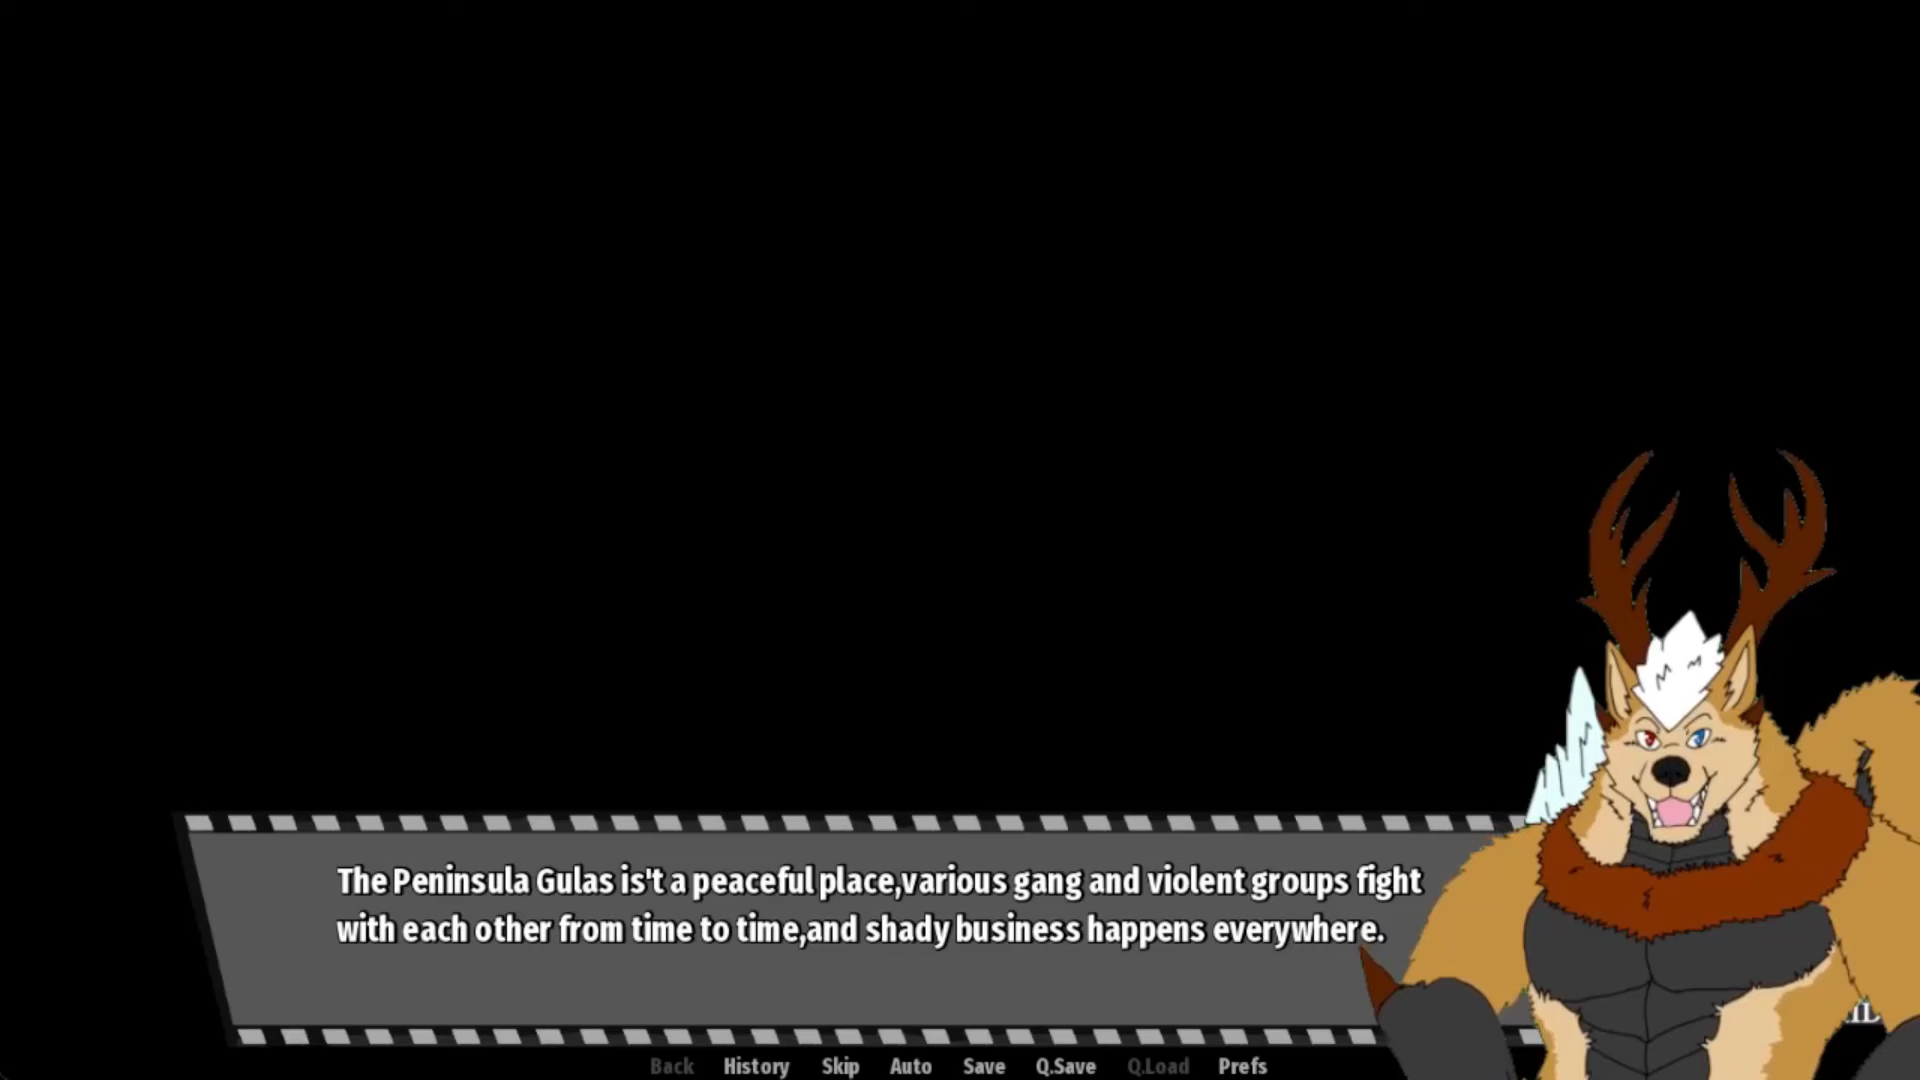 The Peninsula Gulas is't a peaceful place,various gang and violent groups fight
with each other from time to time,and shady business happens everywhere.
Back History Skip Auto Save Q.Save Q.Load Prefs